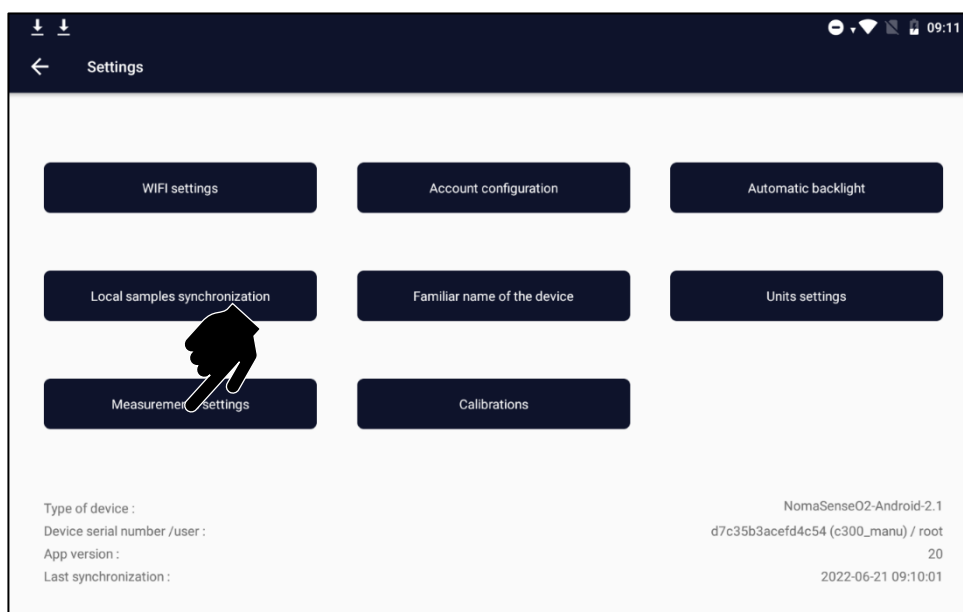 09:11
Settings
WIFI settings
Account configuration
Automatic backlight
Local samples synchronization
Familiar name of the device
Units settings
Measuremen settings
Calibrations
Type of device :
NomaSenseO2-Android-2.1
Device serial number /user :
d7c35b3acefd4c54 (c300_manu) / root
App version :
20
Last synchronization :
2022-06-21 09:10:01